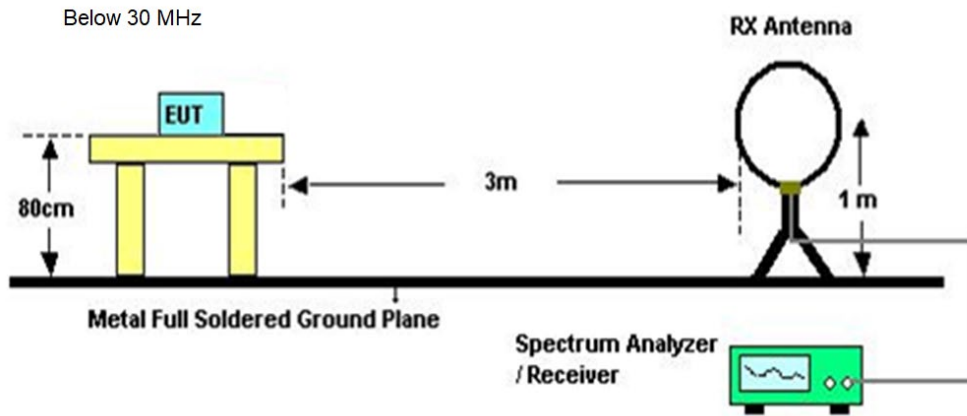 Below 30 MHz
RX Antenna
EUT
80cm
3m
1 m
Metal Full Soldered Ground Plane
Spectrum Analyzer
/ Receiver